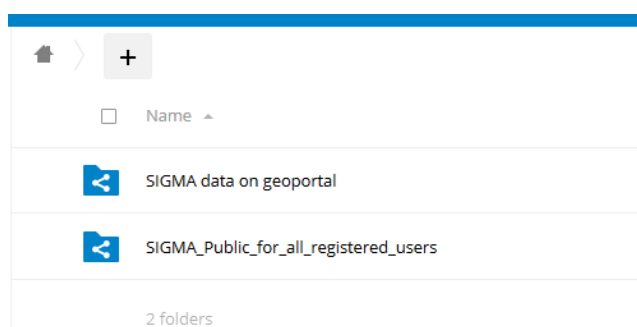 +
Name
SIGMA data on geoportal
SIGMA_Public_for_all_registered_users
2 folders